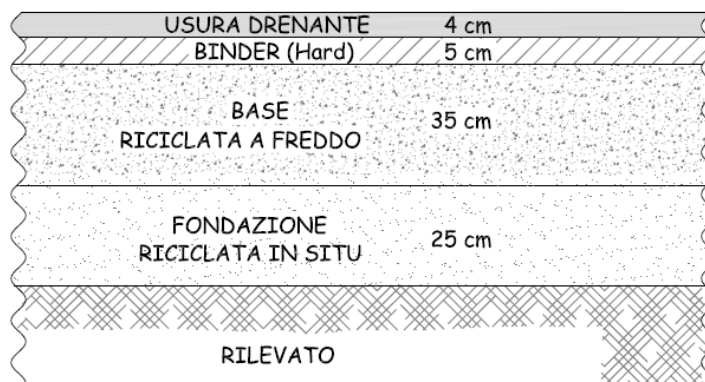 USURA DRENANTE 4 cm
BINDER (Hard) 5 cm
BASE
RICICLATA A FREDDO 35 cm
FONDAZIONE
RICICLATA IN SITU 25 cm
RILEVATO